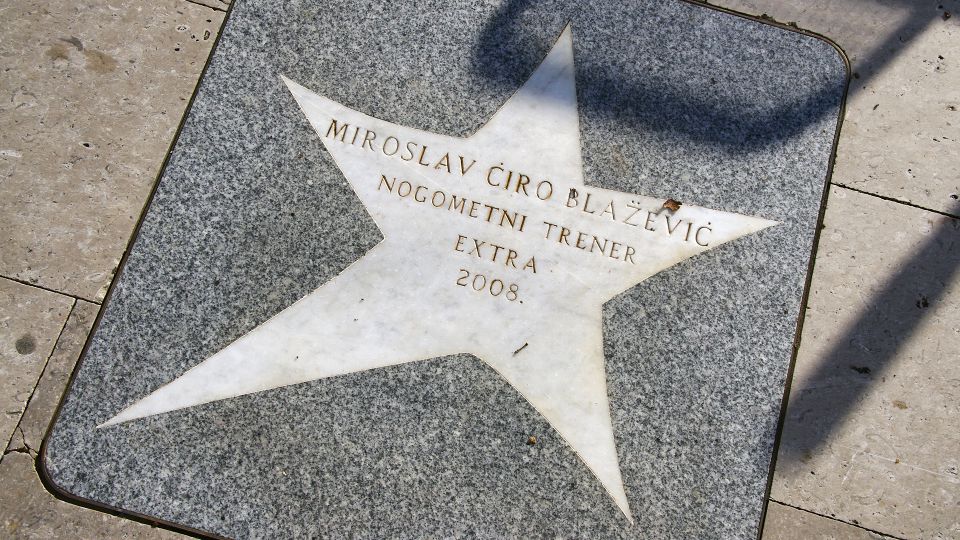 MIROSLAV ĆIRO BLAŽEVIĆ
NOGOMETNI TRENER
EXTRA
2008.